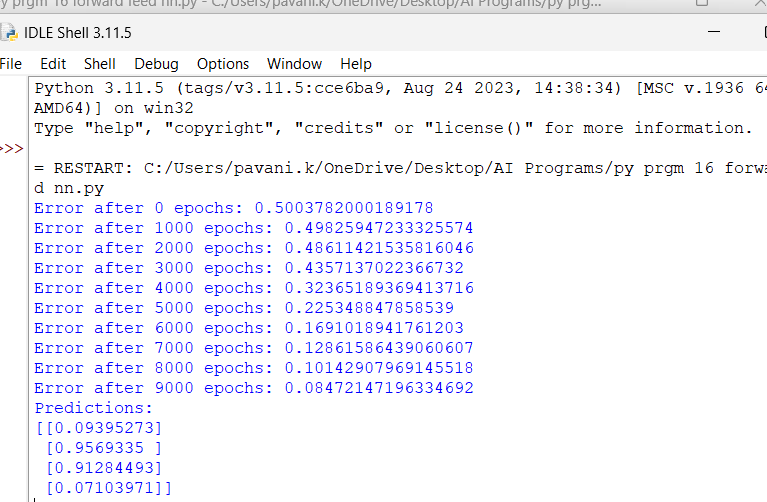 py prgm 16 forward feed nn.py - C:/Users/pavani.k/OneDrive/Desktop/AI Programs/py prg...
IDLE Shell 3.11.5
File Edit Shell Debug Options Window Help
Python 3.11.5 (tags/v3.11.5:cce6ba9, Aug 24 2023, 14:38:34) [MSC v.1936 64
AMD64)] on win32
Type "help", "copyright", "credits" or "license()" for more information.
>>>
= RESTART: C:/Users/pavani.k/OneDrive/Desktop/AI Programs/py prgm 16 forwa
d nn.py
Error after 0 epochs: 0.5003782000189178
Error after 1000 epochs: 0.49825947233325574
Error after 2000 epochs: 0.48611421535816046
Error after 3000 epochs: 0.4357137022366732
Error after 4000 epochs: 0.32365189369413716
Error after 5000 epochs: 0.225348847858539
Error after 6000 epochs: 0.1691018941761203
Error after 7000 epochs: 0.12861586439060607
Error after 8000 epochs: 0.10142907969145518
Error after 9000 epochs: 0.08472147196334692
Predictions:
[[0.09395273]
[0.9569335 ]
[0.91284493]
[0.07103971]]